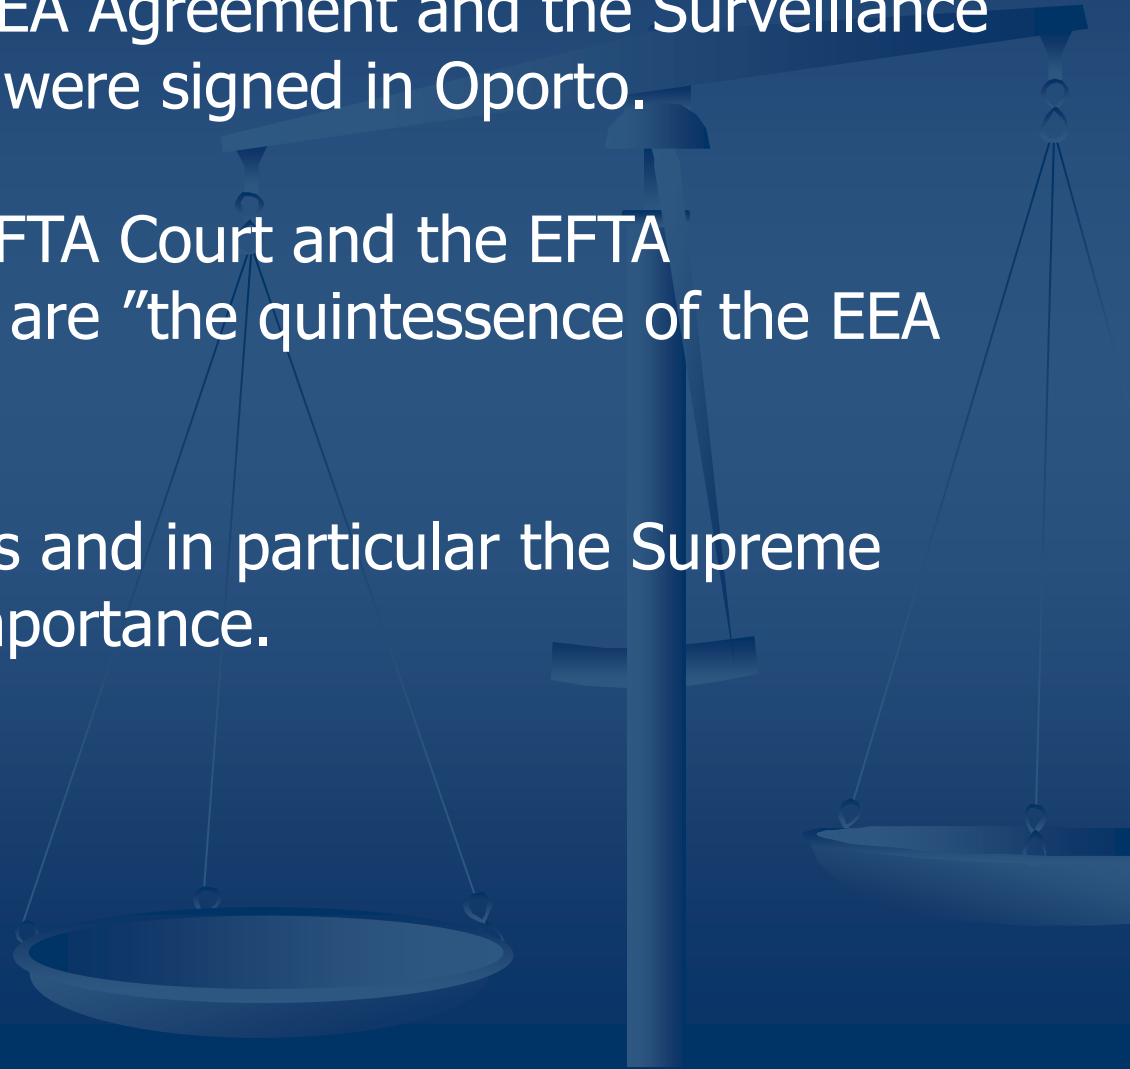 EA Agreement and the Surveillance
were signed in Oporto.
FTA Court and the EFTA
are ”the quintessence of the EEA
s and in particular the Supreme
portance.